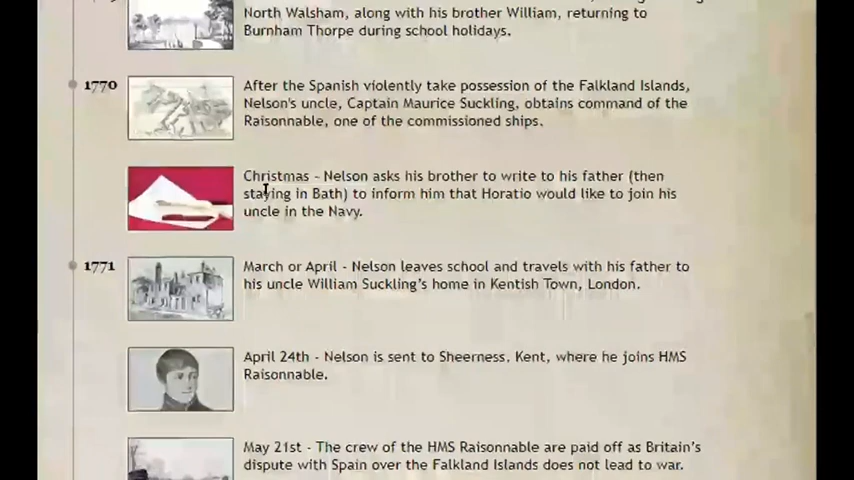 North Walsham, along with his brother William, returning to
Burnham Thorpe during school holidays.
1770
After the Spanish violently take possession of the Falkland Islands,
Nelson's uncle, Captain Maurice Suckling, obtains command of the
Raisonnable, one of the commissioned ships.
Christmas - Nelson asks his brother to write to his father (then
staying in Bath) to inform him that Horatio would like to join his
uncle in the Navy.
1771
March or April - Nelson leaves school and travels with his father to
his uncle William Suckling's home in Kentish Town, London.
April 24th - Nelson is sent to Sheerness, Kent, where he joins HMS
Raisonnable.
May 21st - The crew of the HMS Raisonnable are paid off as Britain's
dispute with Spain over the Falkland Islands does not lead to war.